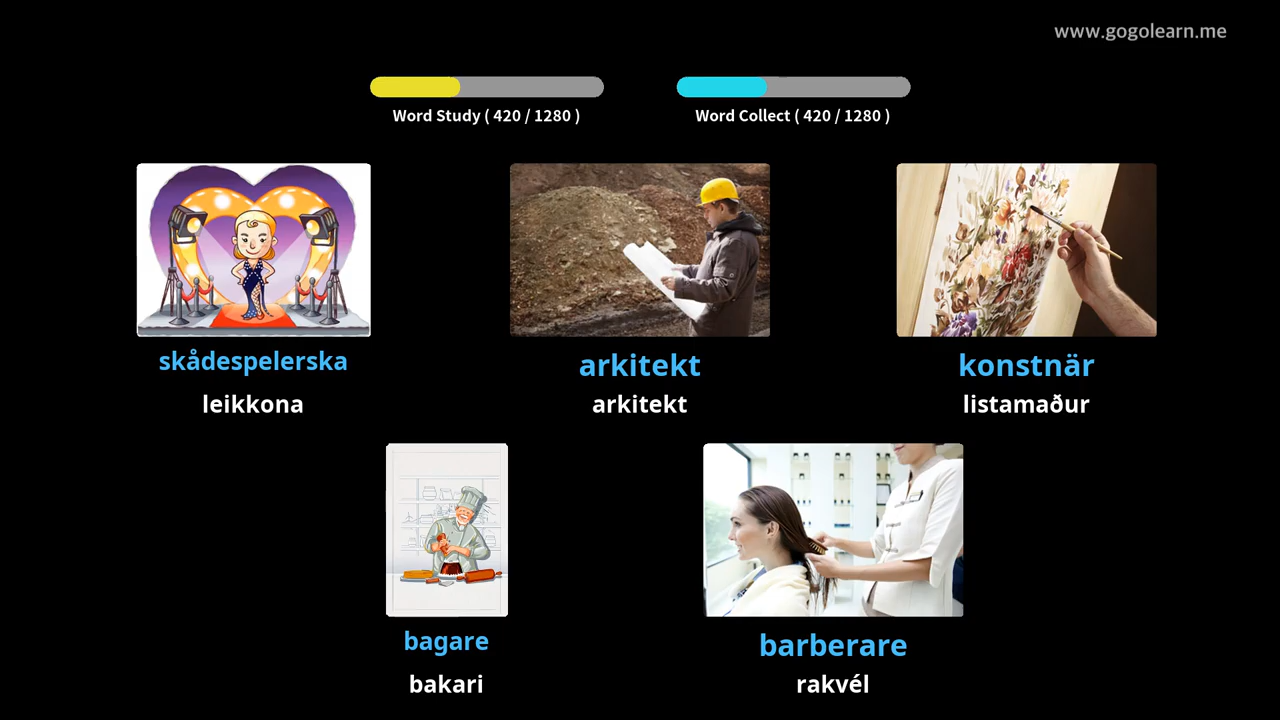 www.gogolearn.me
Word Study ( 420 / 1280 )
Word Collect ( 420 / 1280 )
skådespelerska
arkitekt
konstnär
leikkona
arkitekt
listamaður
bagare
barberare
bakari
rakvél